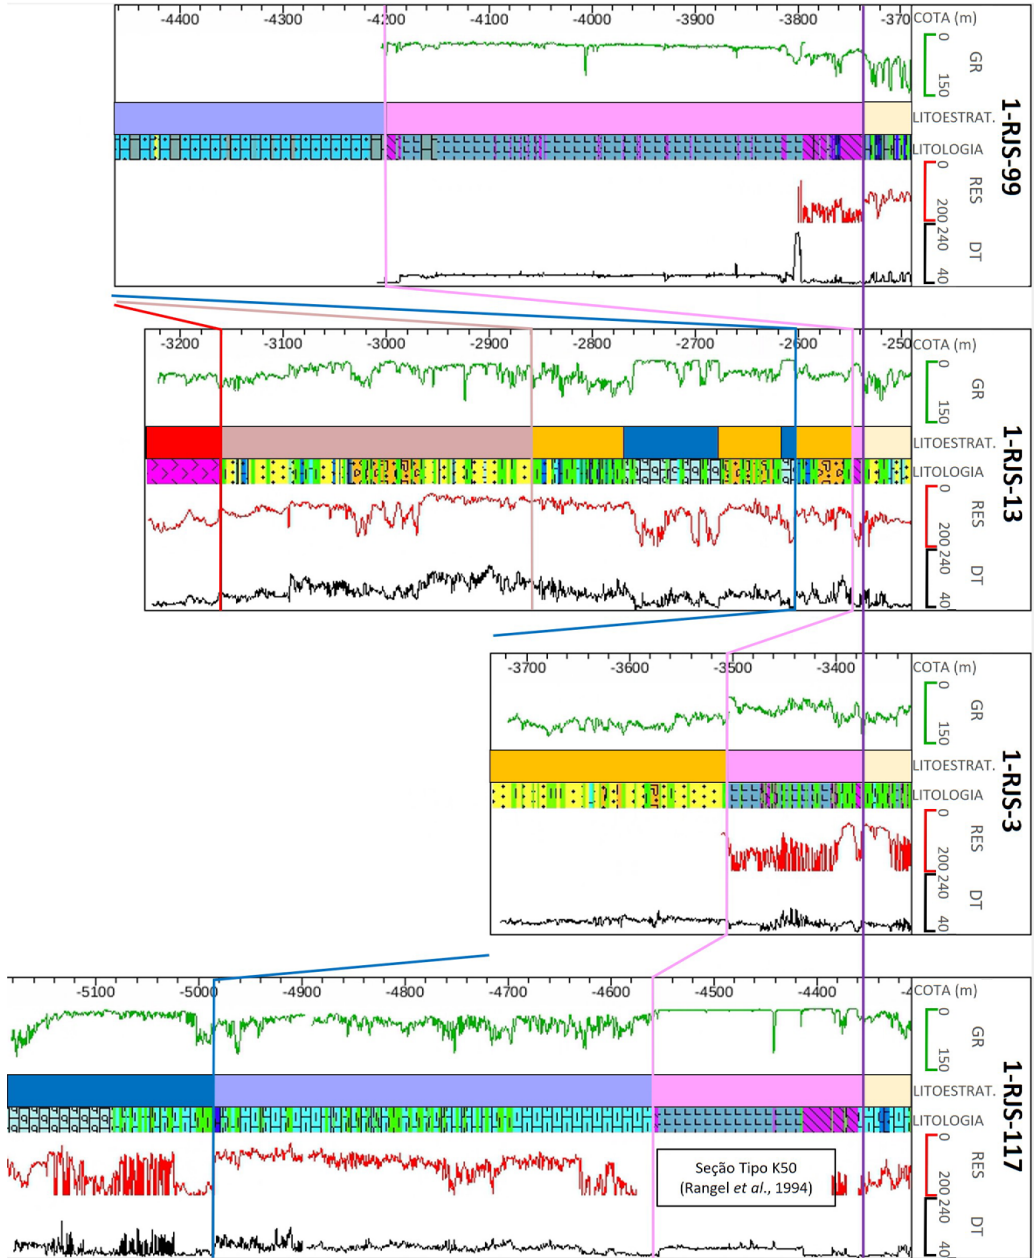 -4400 -4300 -4200 -4100 -4000 -3900 -3800 -370 COTA (m)
0 150 GR
LITOESTRAT.
LITOLOGIA
0 200 RES
240 40 DT
1-RJS-99
-3200 -3100 -3000 -2900 -2800 -2700 -2600 -250 COTA (m)
0 150 GR
LITOESTRAT.
LITOLOGIA
0 200 RES
240 40 DT
1-RJS-13
-3700 -3600 -3500 -3400 COTA (m)
0 150 GR
LITOESTRAT.
LITOLOGIA
0 200 RES
240 40 DT
1-RJS-3
-5100 -5000 -4900 -4800 -4700 -4600 -4500 -4400 -4 COTA (m)
0 150 GR
LITOESTRAT.
LITOLOGIA
0 200 RES
240 40 DT
1-RJS-117
Seção Tipo K50
(Rangel et al., 1994)